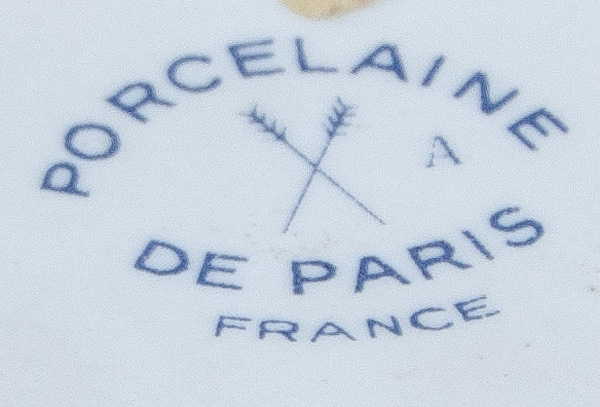 PORCELAINE
A
DE PARIS
FRANCE